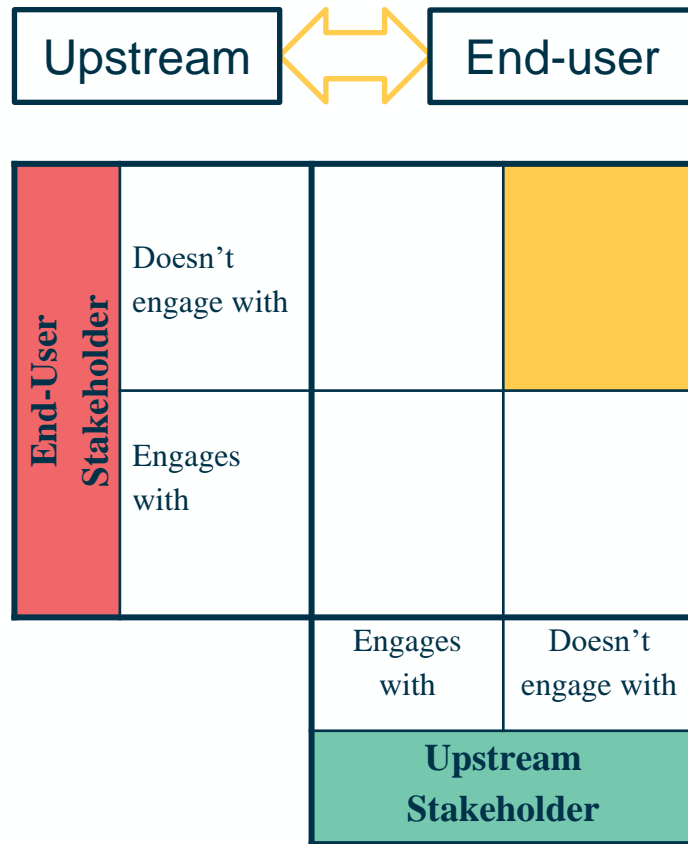 Upstream
End-user
End-User
Stakeholder
Doesn't
engage with
Engages
with
Engages
with
Doesn't
engage with
Upstream
Stakeholder